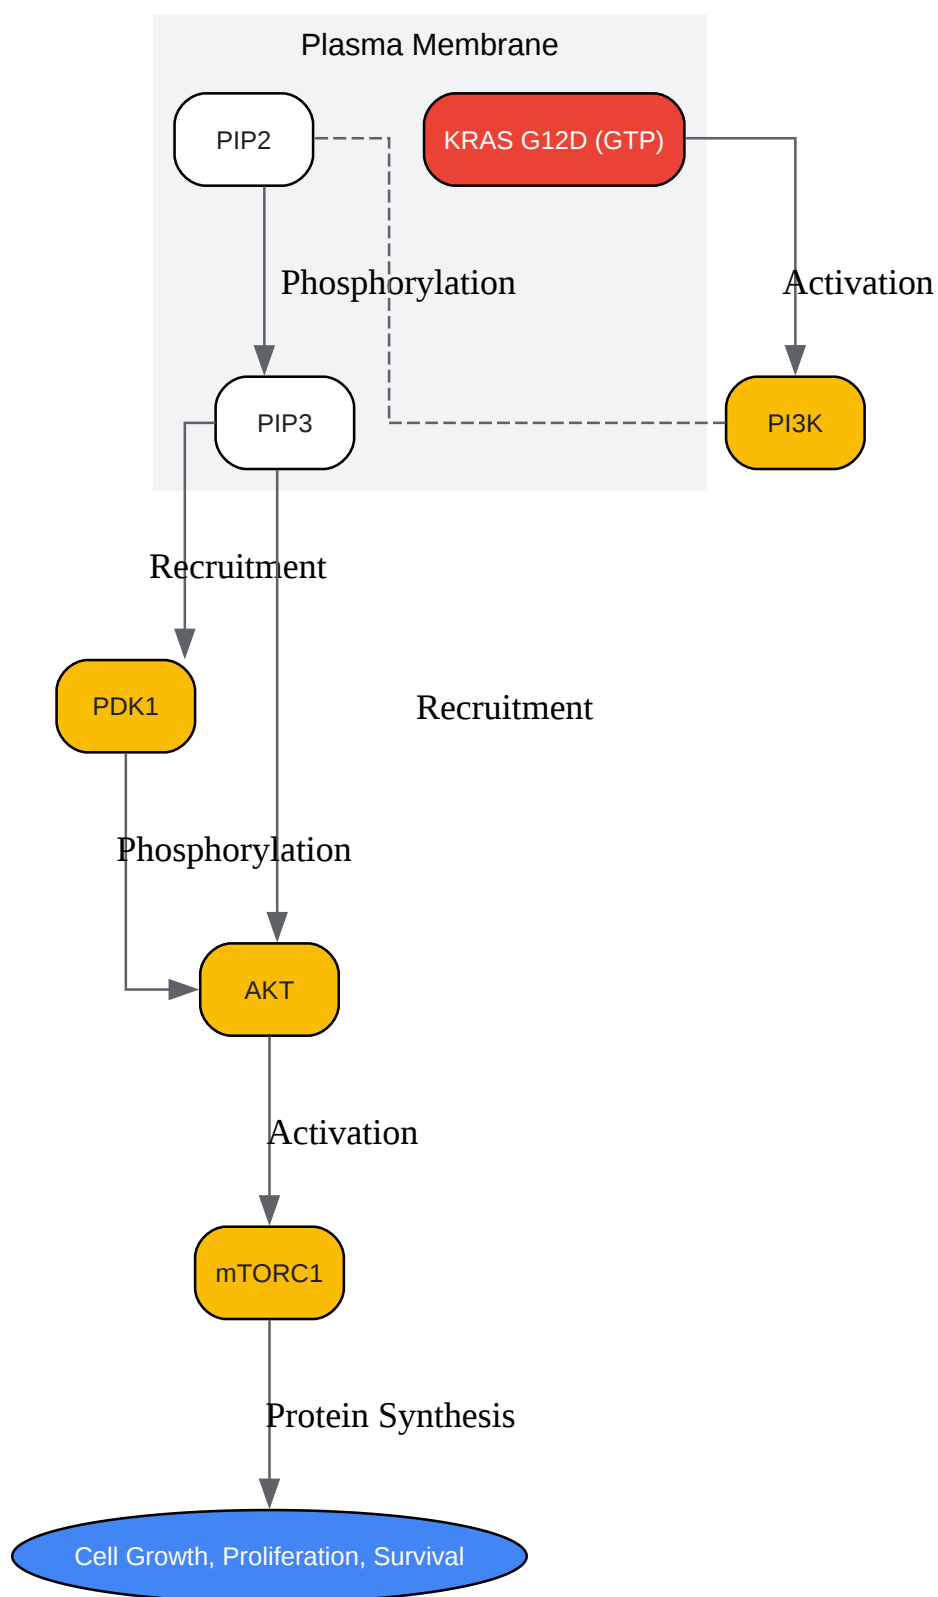 Plasma Membrane
PIP2
KRAS G12D (GTP)
Phosphorylation
Activation
PIP3
PI3K
Recruitment
PDK1
Recruitment
Phosphorylation
AKT
Activation
mTORC1
Protein Synthesis
Cell Growth, Proliferation, Survival